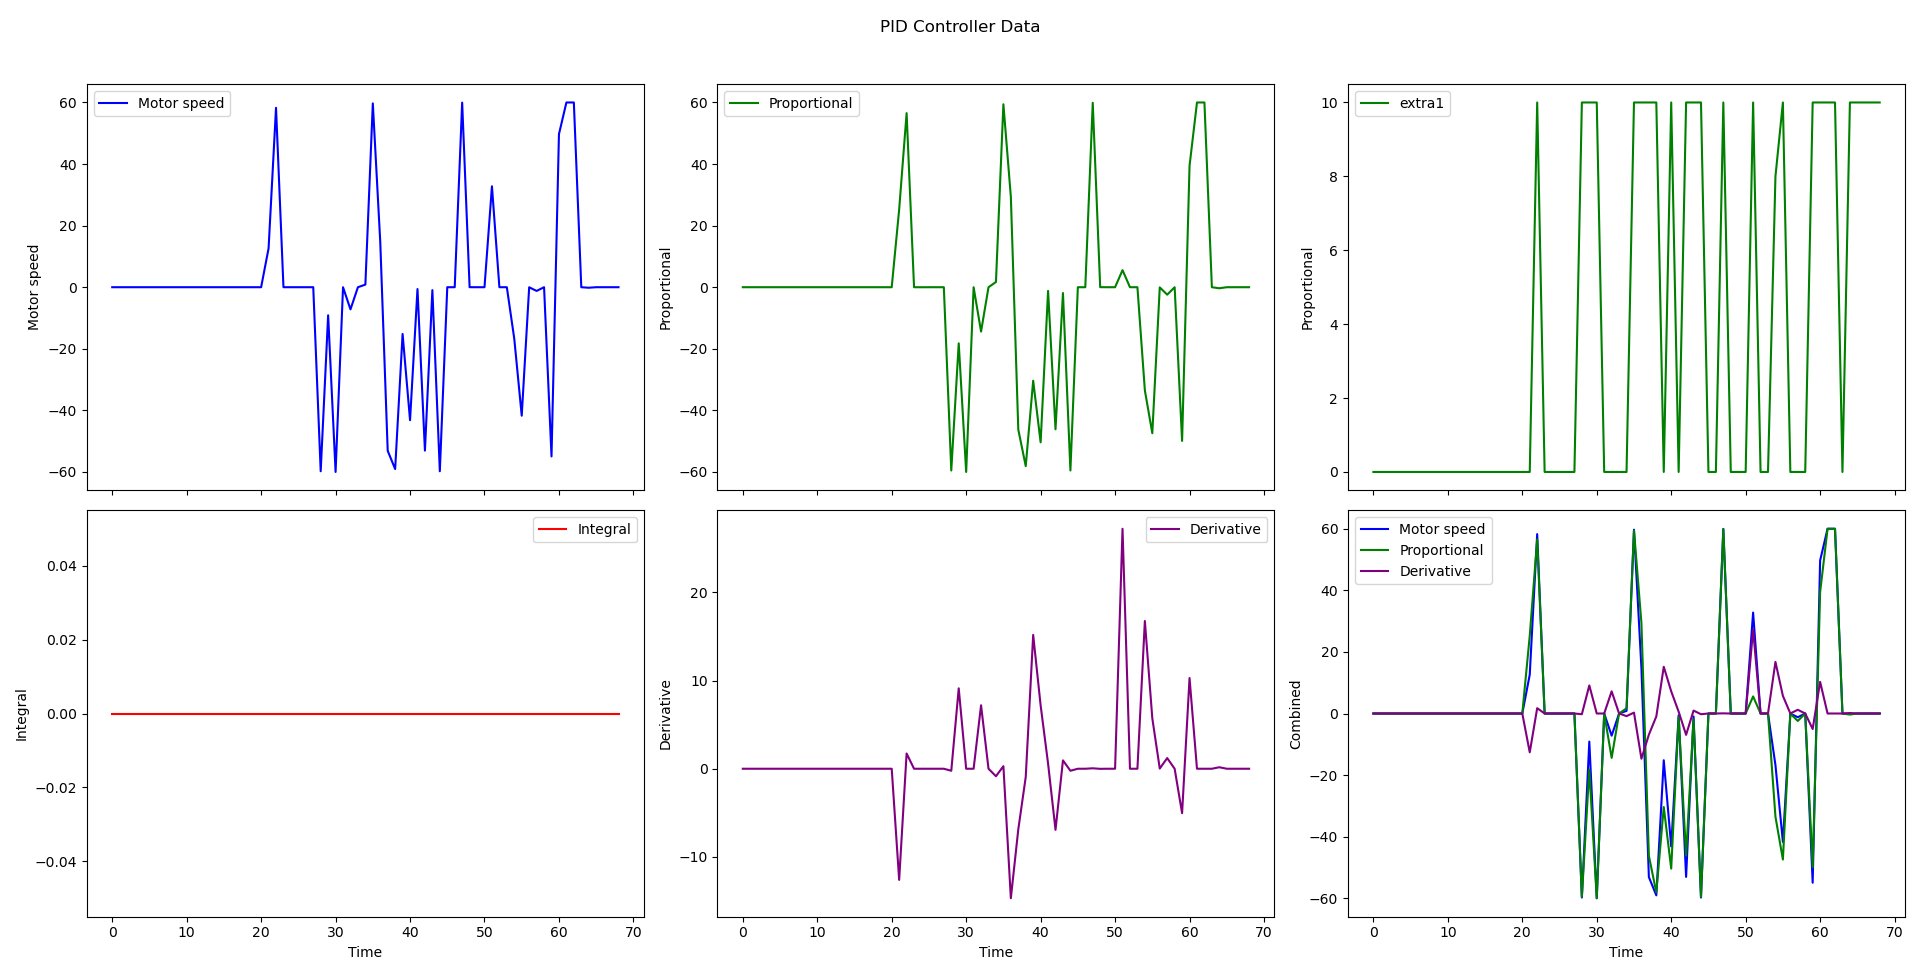 PID Controller Data
Motor speed
60
40
20
0
−20
−40
−60
Motor speed
Proportional
60
40
20
0
−20
−40
−60
Proportional
extra1
10
8
6
4
2
0
Proportional
Integral
0.04
0.02
0.00
−0.02
−0.04
Integral
0 10 20 30 40 50 60 70
Time
Derivative
20
10
0
−10
Derivative
0 10 20 30 40 50 60 70
Time
Motor speed
Proportional
Derivative
60
40
20
0
−20
−40
−60
Combined
0 10 20 30 40 50 60 70
Time